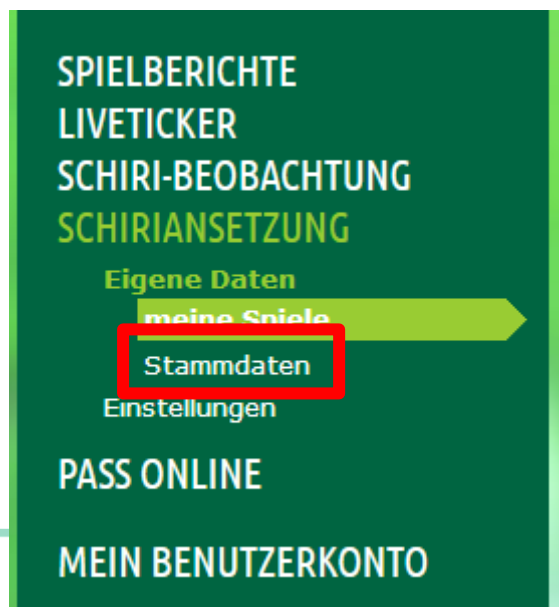 SPIELBERICHTE
LIVETICKER
SCHIRI-BEOBACHTUNG
SCHIRIANSETZUNG
Eigene Daten
meine Spiele
Stammdaten
Einstellungen
PASS ONLINE
MEIN BENUTZERKONTO